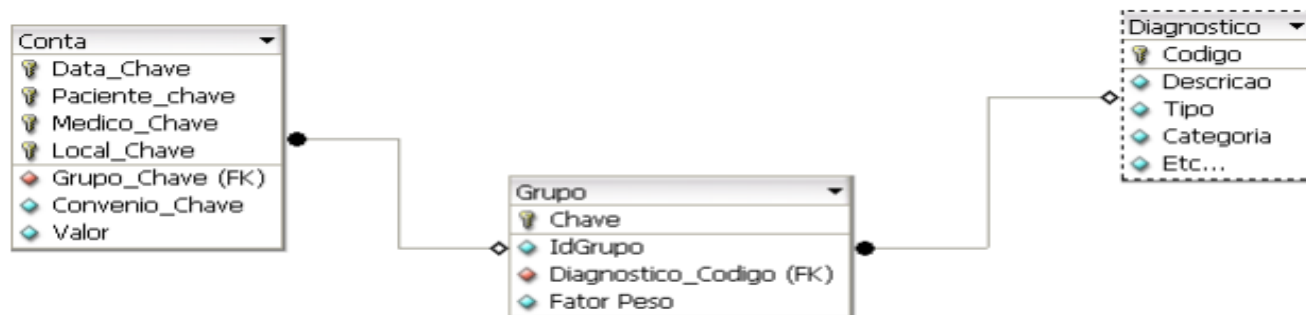 Conta
Data_Chave
Paciente_chave
Medico_Chave
Local_Chave
Grupo_Chave (FK)
Convenio_Chave
Valor
Grupo
Chave
IdGrupo
Diagnostico_Codigo (FK)
Fator Peso
Diagnostico
Codigo
Descricao
Tipo
Categoria
Etc...